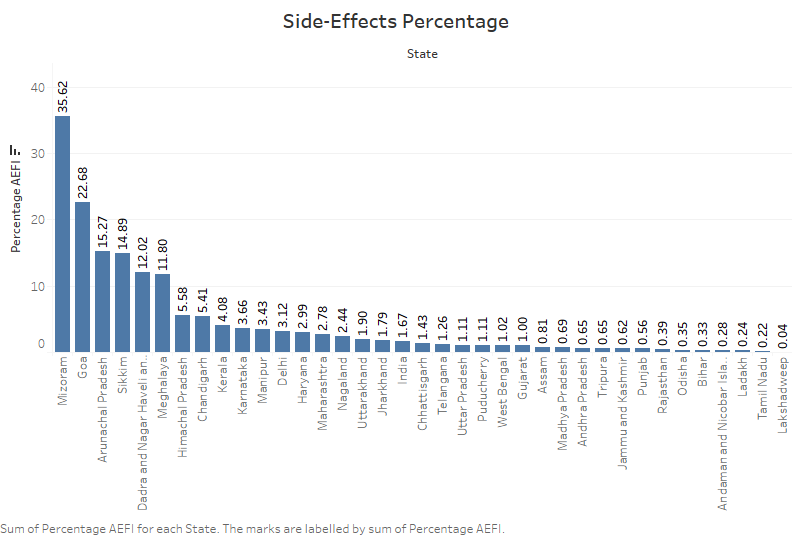 Side-Effects Percentage
State
Percentage AEFI
40
30
20
10
0
35.62
22.68
15.27
14.89
12.02
11.80
5.58
5.41
4.08
3.66
3.43
3.12
2.99
2.78
2.44
1.90
1.79
1.67
1.43
1.26
1.11
1.11
1.02
1.00
0.81
0.69
0.65
0.65
0.62
0.56
0.39
0.35
0.33
0.28
0.24
0.22
0.04
Mizoram
Goa
Arunachal Pradesh
Sikkim
Dadra and Nagar Haveli an..
Meghalaya
Himachal Pradesh
Chandigarh
Kerala
Karnataka
Manipur
Delhi
Haryana
Maharashtra
Nagaland
Uttarakhand
Jharkhand
India
Chhattisgarh
Telangana
Uttar Pradesh
Puducherry
West Bengal
Gujarat
Assam
Madhya Pradesh
Andhra Pradesh
Tripura
Jammu and Kashmir
Punjab
Rajasthan
Odisha
Bihar
Andaman and Nicobar Isla..
Ladakh
Tamil Nadu
Lakshadweep
Sum of Percentage AEFI for each State. The marks are labelled by sum of Percentage AEFI.